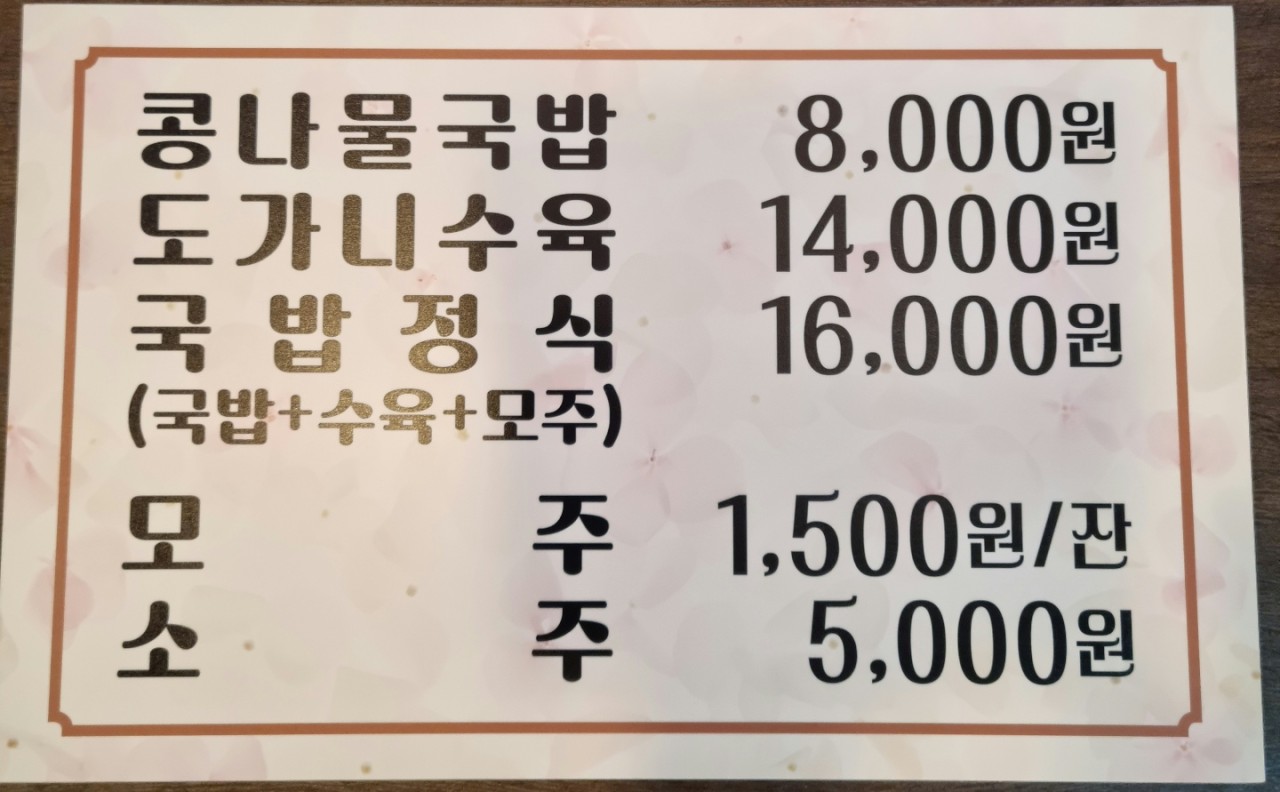 콩나물국밥 8,000원
도가니수육 14,000원
국밥정식 16,000원
(국밥+수육+모주)
모주 1,500원/잔
소주 5,000원